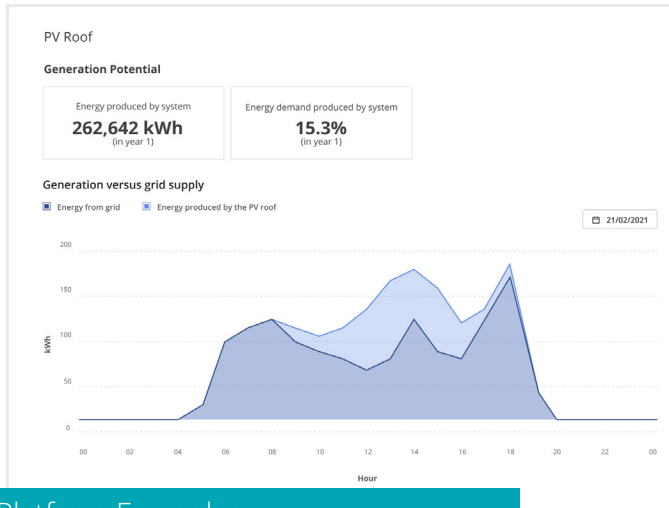 PV Roof
Generation Potential
Energy produced by system
262,642 kWh
(in year 1)
Energy demand produced by system
15.3%
(in year 1)
Generation versus grid supply
Energy from grid
Energy produced by the PV roof
21/02/2021
200
150
100
50
0
kWh
00 02 04 06 08 10 12 14 16 18 20 22 00
Hour